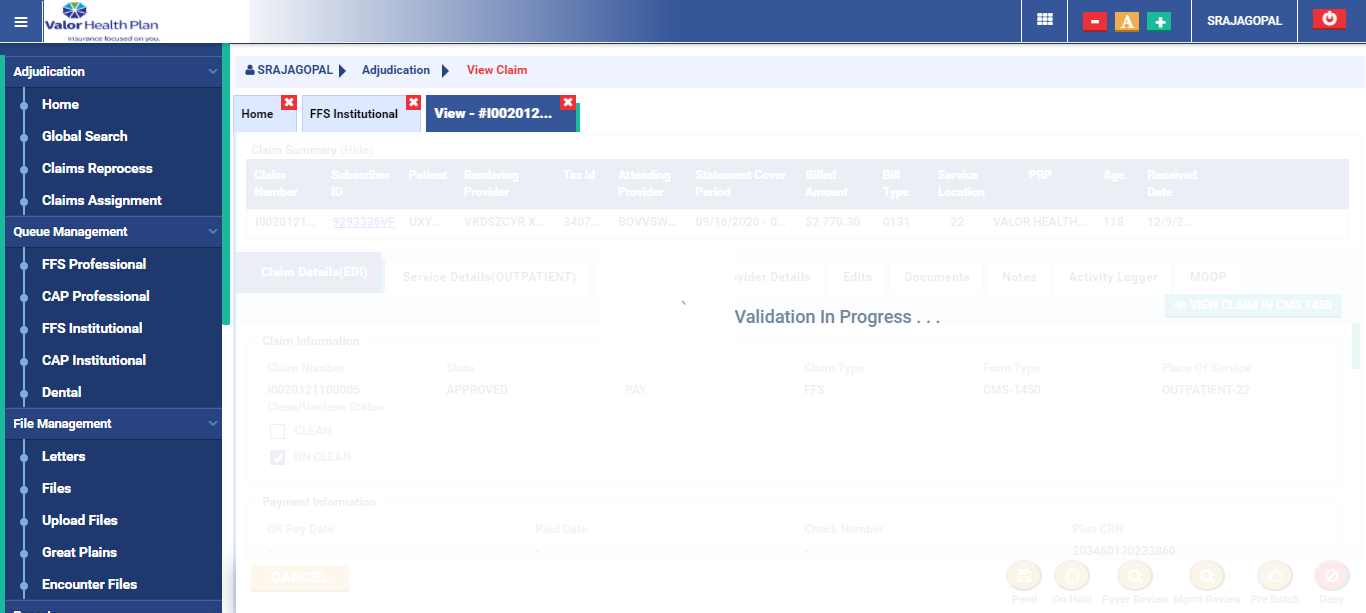 Valor Health Plan
Insurance focused on you.
A
SRAJAGOPAL
Adjudication
Home
Global Search
Claims Reprocess
Claims Assignment
Queue Management
FFS Professional
CAP Professional
FFS Institutional
CAP Institutional
Dental
File Management
Letters
Files
Upload Files
Great Plains
Encounter Files
SRAJAGOPAL Adjudication View Claim
Home FFS Institutional View - #I002012...
Claim Summary (Hide)
Claim Number Subscriber ID Patient Rendering Provider Tax Id Attending Provider Statement Cover Period Billed Amount Bill Type Service Location PBP Age Received Date
I0020121... 9293336VF UXY... VKDSZCYR X... 3407... BOVVSW... 09/16/2020 - 0... $2,770.30 0131 22 VALOR HEALTH... 118 12/9/2...
Claim Details(EDI) Service Details(OUTPATIENT) ovider Details Edits Documents Notes Activity Logger MOOP
VIEW CLAIM IN CMS 1450
Validation In Progress . . .
Claim Information
Claim Number State Claim Type Form Type Place Of Service
I0020121100005 APPROVED PAY FFS CMS-1450 OUTPATIENT-22
Clean/Unclean Status
CLEAN
UN CLEAN
Payment Information
OK Pay Date Paid Date Check Number Plan CRN
- - - 203460130233860
CANCEL
Pend On Hold Payer Review Mgmt Review Pre Batch Deny